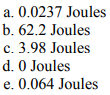 a. 0.0237 Joules
b. 62.2 Joules
c. 3.98 Joules
d. 0 Joules
e. 0.064 Joules